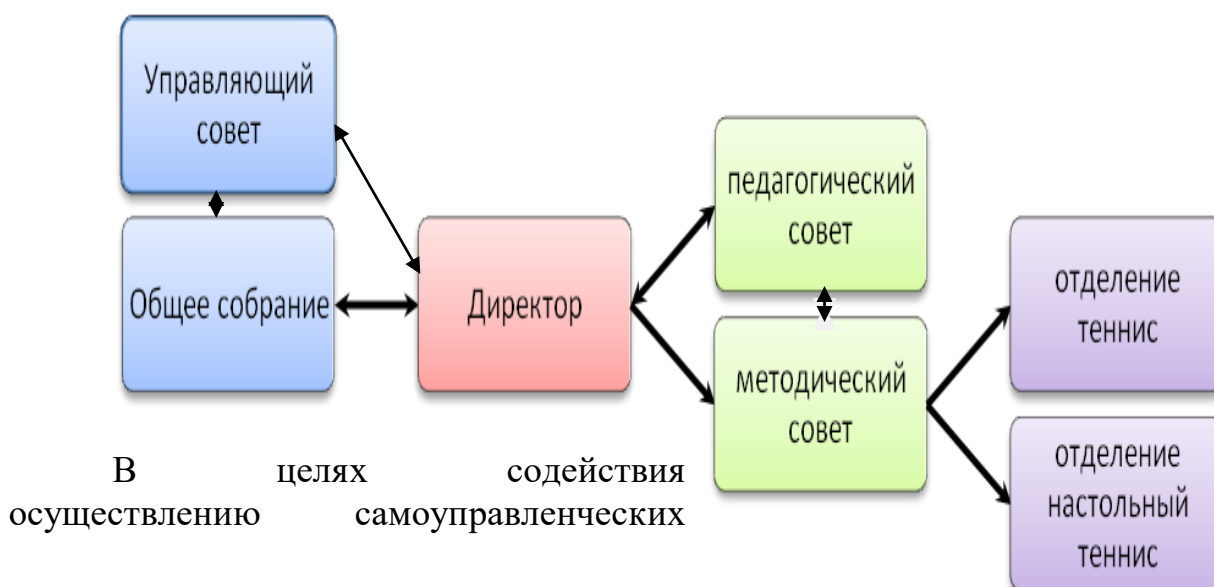 Управляющий
совет
Общее собрание
Директор
педагогический
совет
методический
совет
отделение
теннис
отделение
настольный
теннис
В целях содействия
осуществлению самоуправленческих